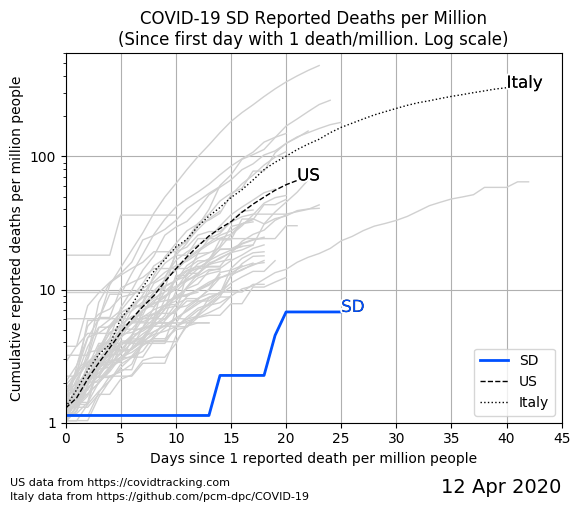 COVID-19 SD Reported Deaths per Million
(Since first day with 1 death/million. Log scale)
Cumulative reported deaths per million people
100
10
1
Italy
US
SD
SD
US
Italy
0 5 10 15 20 25 30 35 40 45
Days since 1 reported death per million people
US data from https://covidtracking.com
Italy data from https://github.com/pcm-dpc/COVID-19
12 Apr 2020